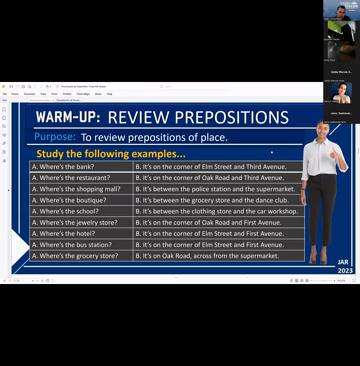 WARM-UP: REVIEW PREPOSITIONS
Purpose: To review prepositions of place.
Study the following examples...
A. Where's the bank? B. It's on the corner of Elm Street and Third Avenue.
A. Where's the restaurant? B. It's on the corner of Oak Road and Third Avenue.
A. Where's the shopping mall? B. It's between the police station and the supermarket.
A. Where's the boutique? B. It's between the grocery store and the dance club.
A. Where's the school? B. It's between the clothing store and the car workshop.
A. Where's the jewelry store? B. It's on the corner of Oak Road and First Avenue.
A. Where's the hotel? B. It's on the corner of Elm Street and First Avenue.
A. Where's the bus station? B. It's on the corner of Elm Street and First Avenue.
A. Where's the grocery store? B. It's on Oak Road, across from the supermarket.
JAR
2023